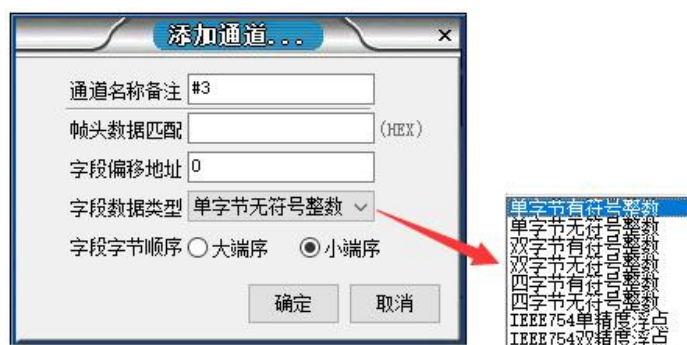 添加通道...
通道名称备注 #3
帧头数据匹配 (HEX)
字段偏移地址 0
字段数据类型 单字节无符号整数
字段字节顺序 大端序 小端序
确定 取消
单字节有符号整数
单字节无符号整数
双字节有符号整数
双字节无符号整数
四字节有符号整数
四字节无符号整数
IEEE754单精度浮点
IEEE754双精度浮点